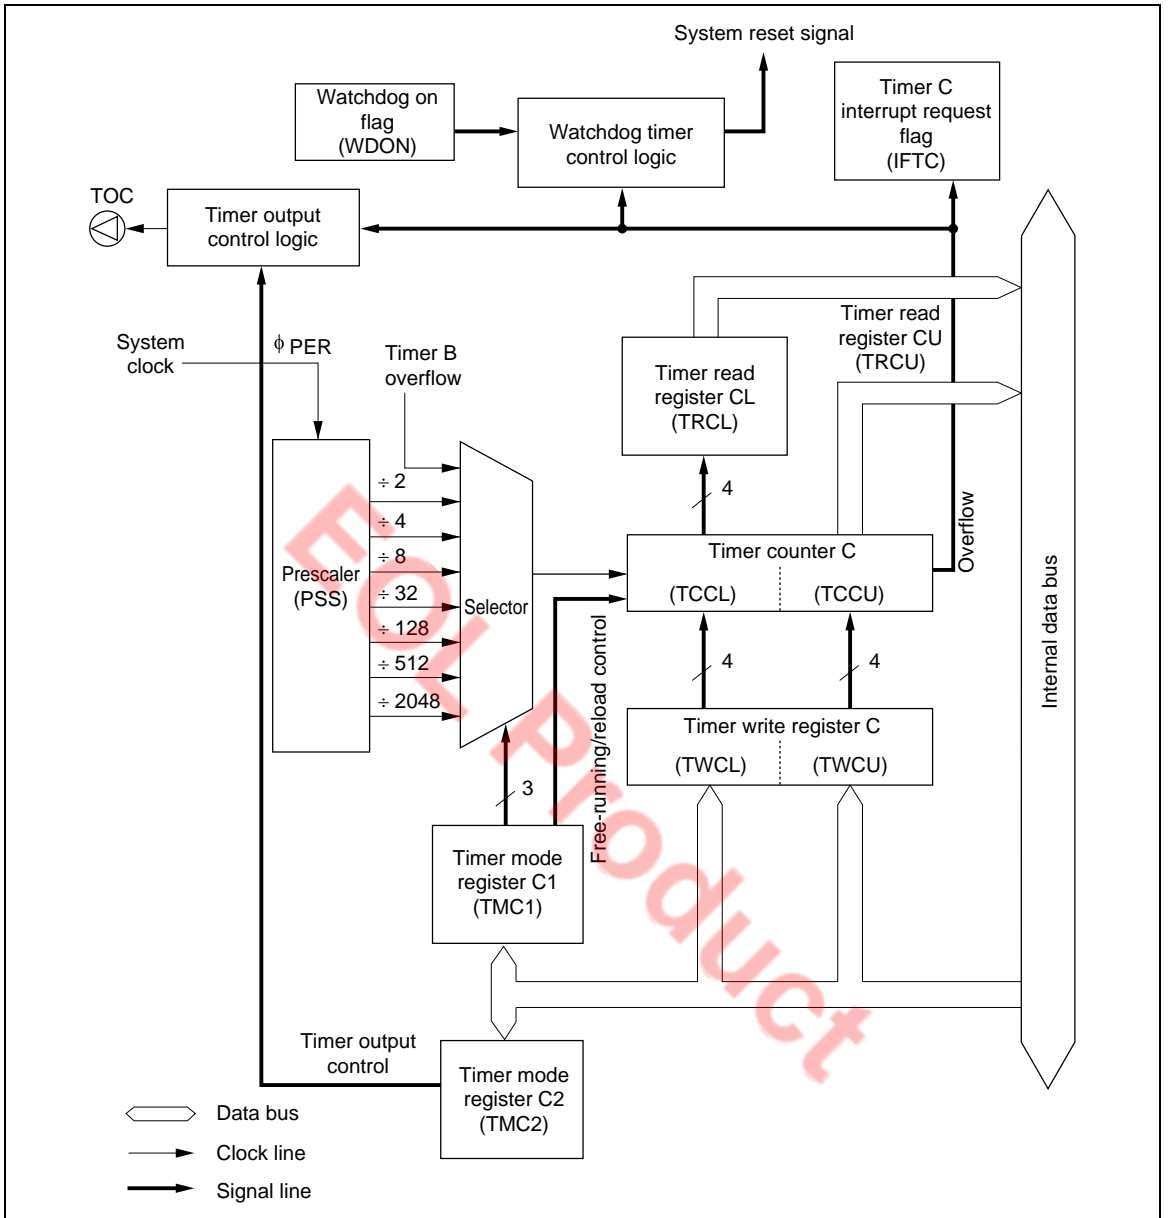 System reset signal
Watchdog on
flag
(WDON)
Watchdog timer
control logic
Timer C
interrupt request
flag
(IFTC)
TOC
Timer output
control logic
System
clock
ϕ PER
Timer B
overflow
Timer read
register CL
(TRCL)
Timer read
register CU
(TRCU)
Prescaler
(PSS)
÷ 2
÷ 4
÷ 8
÷ 32
÷ 128
÷ 512
÷ 2048
Selector
4
Timer counter C
(TCCL)
(TCCU)
Overflow
Internal data bus
4
4
Timer write register C
(TWCL)
(TWCU)
3
Free-running/reload control
Timer mode
register C1
(TMC1)
Timer output
control
Timer mode
register C2
(TMC2)
Data bus
Clock line
Signal line
EOL Product